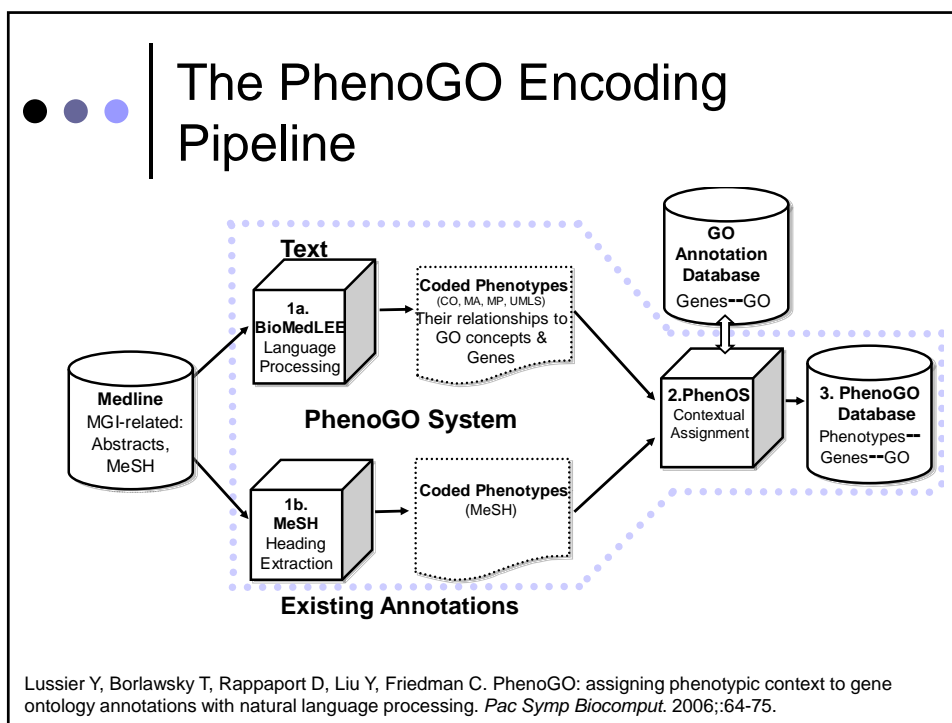 The PhenoGO Encoding
Pipeline
Text
1a.
BioMedLEE
Language
Processing
Coded Phenotypes
(CO, MA, MP, UMLS)
Their relationships to
GO concepts &
Genes
GO
Annotation
Database
Genes--GO
Medline
MGI-related:
Abstracts,
MeSH
PhenoGO System
2.PhenOS
Contextual
Assignment
3. PhenoGO
Database
Phenotypes--
Genes--GO
1b.
MeSH
Heading
Extraction
Coded Phenotypes
(MeSH)
Existing Annotations
Lussier Y, Borlawsky T, Rappaport D, Liu Y, Friedman C. PhenoGO: assigning phenotypic context to gene
ontology annotations with natural language processing. Pac Symp Biocomput. 2006;:64-75.